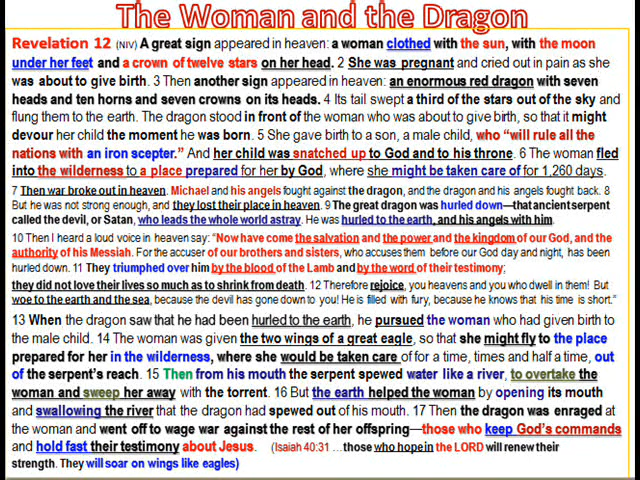 The Woman and the Dragon
Revelation 12 (NIV) A great sign appeared in heaven: a woman clothed with the sun, with the moon
under her feet and a crown of twelve stars on her head. 2 She was pregnant and cried out in pain as she
was about to give birth. 3 Then another sign appeared in heaven: an enormous red dragon with seven
heads and ten horns and seven crowns on its heads. 4 Its tail swept a third of the stars out of the sky and
flung them to the earth. The dragon stood in front of the woman who was about to give birth, so that it might
devour her child the moment he was born. 5 She gave birth to a son, a male child, who “will rule all the
nations with an iron scepter.” And her child was snatched up to God and to his throne. 6 The woman fled
into the wilderness to a place prepared for her by God, where she might be taken care of for 1,260 days.
7 Then war broke out in heaven. Michael and his angels fought against the dragon, and the dragon and his angels fought back. 8
But he was not strong enough, and they lost their place in heaven. 9 The great dragon was hurled down—that ancient serpent
called the devil, or Satan, who leads the whole world astray. He was hurled to the earth, and his angels with him.
10 Then I heard a loud voice in heaven say: “Now have come the salvation and the power and the kingdom of our God, and the
authority of his Messiah. For the accuser of our brothers and sisters, who accuses them before our God day and night, has been
hurled down. 11 They triumphed over him by the blood of the Lamb and by the word of their testimony;
they did not love their lives so much as to shrink from death. 12 Therefore rejoice, you heavens and you who dwell in them! But
woe to the earth and the sea, because the devil has gone down to you! He is filled with fury, because he knows that his time is short.”
13 When the dragon saw that he had been hurled to the earth, he pursued the woman who had given birth to
the male child. 14 The woman was given the two wings of a great eagle, so that she might fly to the place
prepared for her in the wilderness, where she would be taken care of for a time, times and half a time, out
of the serpent’s reach. 15 Then from his mouth the serpent spewed water like a river, to overtake the
woman and sweep her away with the torrent. 16 But the earth helped the woman by opening its mouth
and swallowing the river that the dragon had spewed out of his mouth. 17 Then the dragon was enraged at
the woman and went off to wage war against the rest of her offspring—those who keep God’s commands
and hold fast their testimony about Jesus. (Isaiah 40:31 …those who hope in the LORD will renew their
strength. They will soar on wings like eagles)